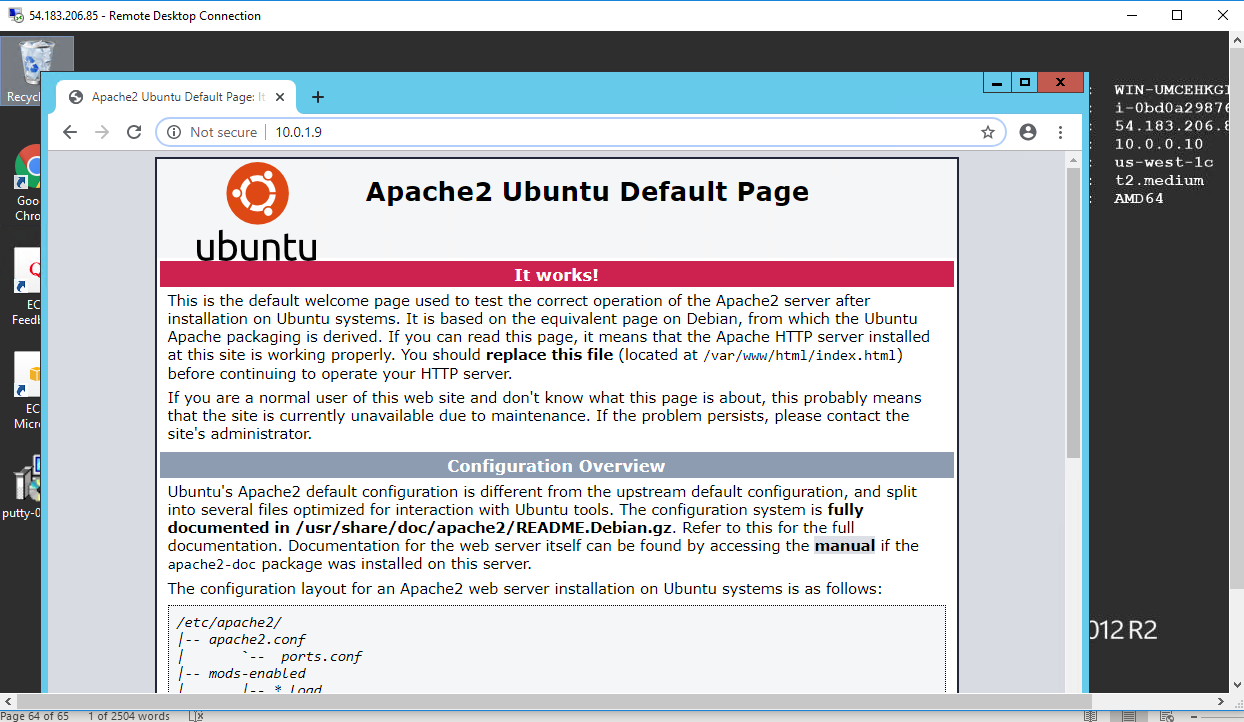 54.183.206.85 - Remote Desktop Connection
Apache2 Ubuntu Default Page: It
Not secure
10.0.1.9
Recycl
Goo
Chro
EC
Feedb
EC
Micr
putty-0
WIN-UMCEHKG
i-0bd0a29876
54.183.206.8
10.0.0.10
us-west-1c
t2.medium
AMD64
ubuntu
Apache2 Ubuntu Default Page
It works!
This is the default welcome page used to test the correct operation of the Apache2 server after
installation on Ubuntu systems. It is based on the equivalent page on Debian, from which the Ubuntu
Apache packaging is derived. If you can read this page, it means that the Apache HTTP server installed
at this site is working properly. You should replace this file (located at /var/www/html/index.html)
before continuing to operate your HTTP server.
If you are a normal user of this web site and don't know what this page is about, this probably means
that the site is currently unavailable due to maintenance. If the problem persists, please contact the
site's administrator.
Configuration Overview
Ubuntu's Apache2 default configuration is different from the upstream default configuration, and split
into several files optimized for interaction with Ubuntu tools. The configuration system is fully
documented in /usr/share/doc/apache2/README.Debian.gz. Refer to this for the full
documentation. Documentation for the web server itself can be found by accessing the manual if the
apache2-doc package was installed on this server.
The configuration layout for an Apache2 web server installation on Ubuntu systems is as follows:
/etc/apache2/
|-- apache2.conf
|       `--  ports.conf
|-- mods-enabled
|       |-- *.load
012 R2
Page 64 of 65
1 of 2504 words